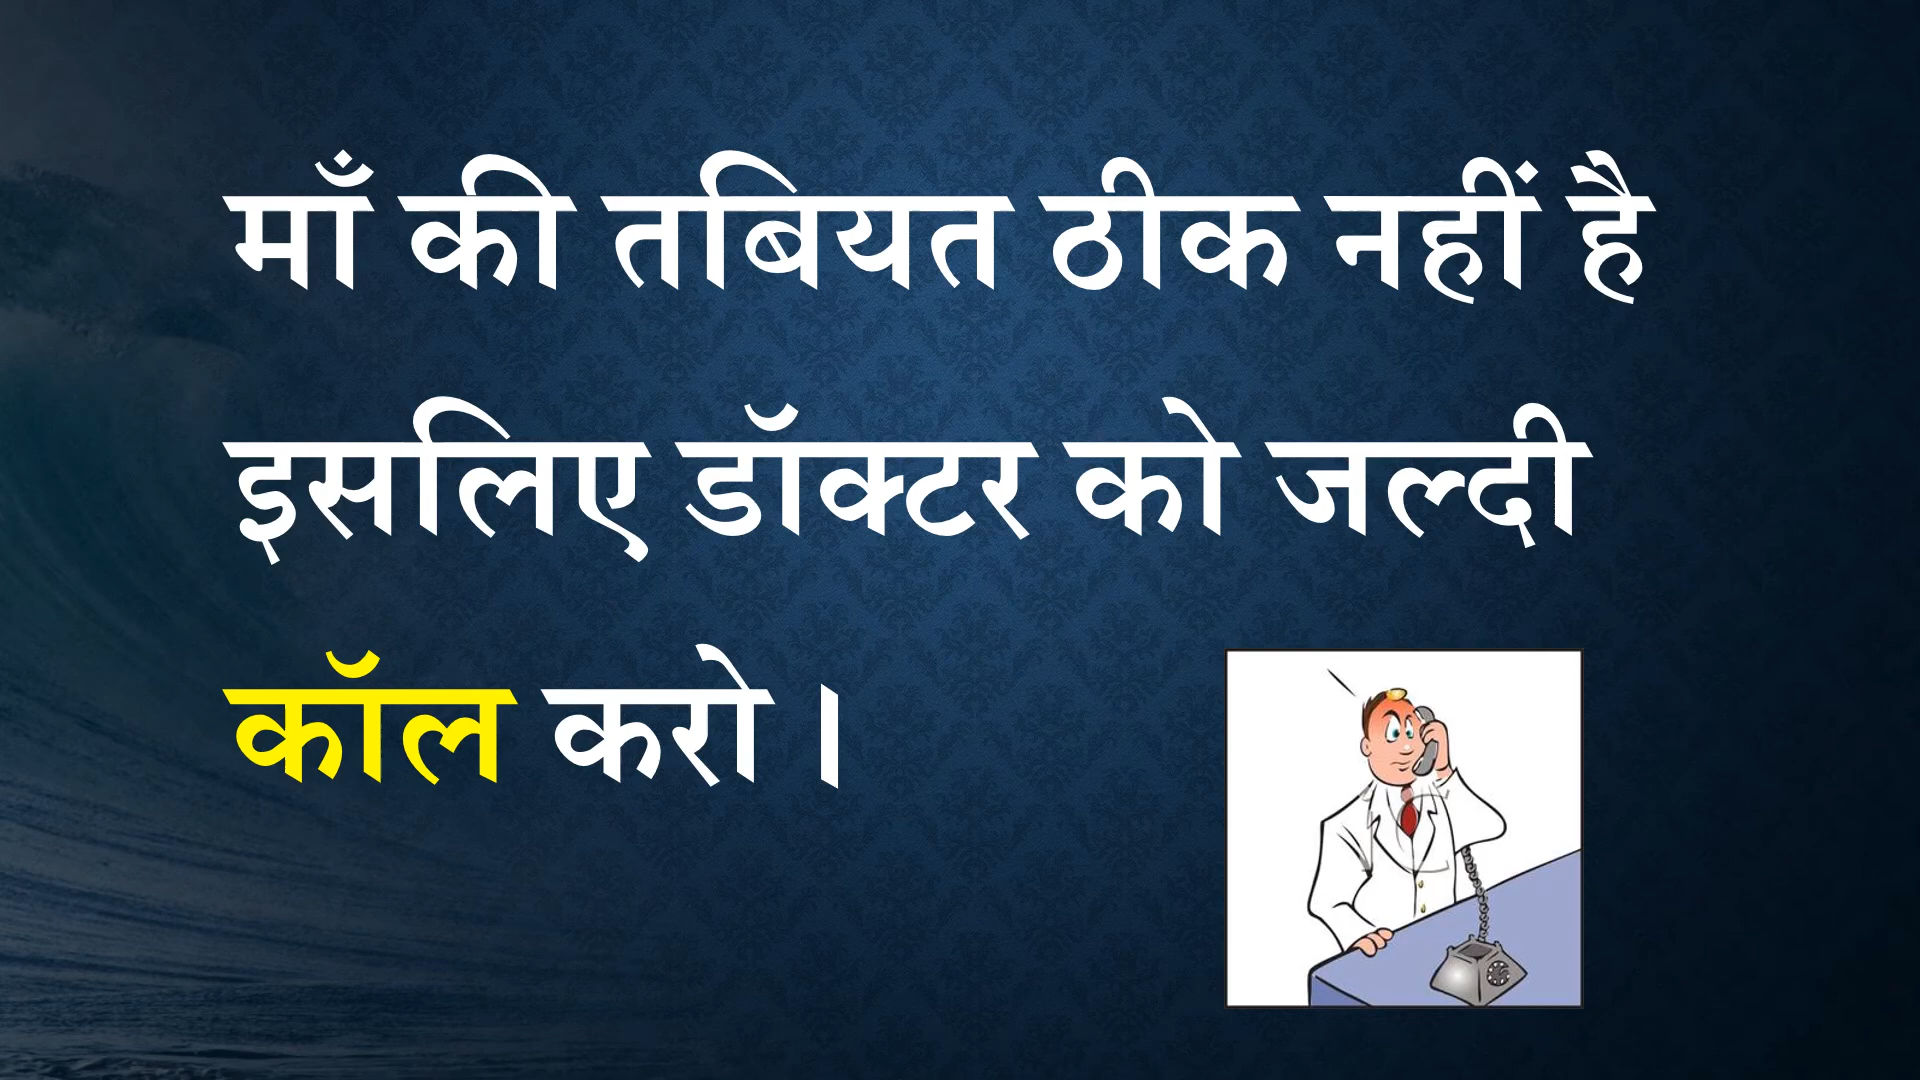 माँ की तबियत ठीक नहीं है
इसलिए डॉक्टर को जल्दी
कॉल करो ।